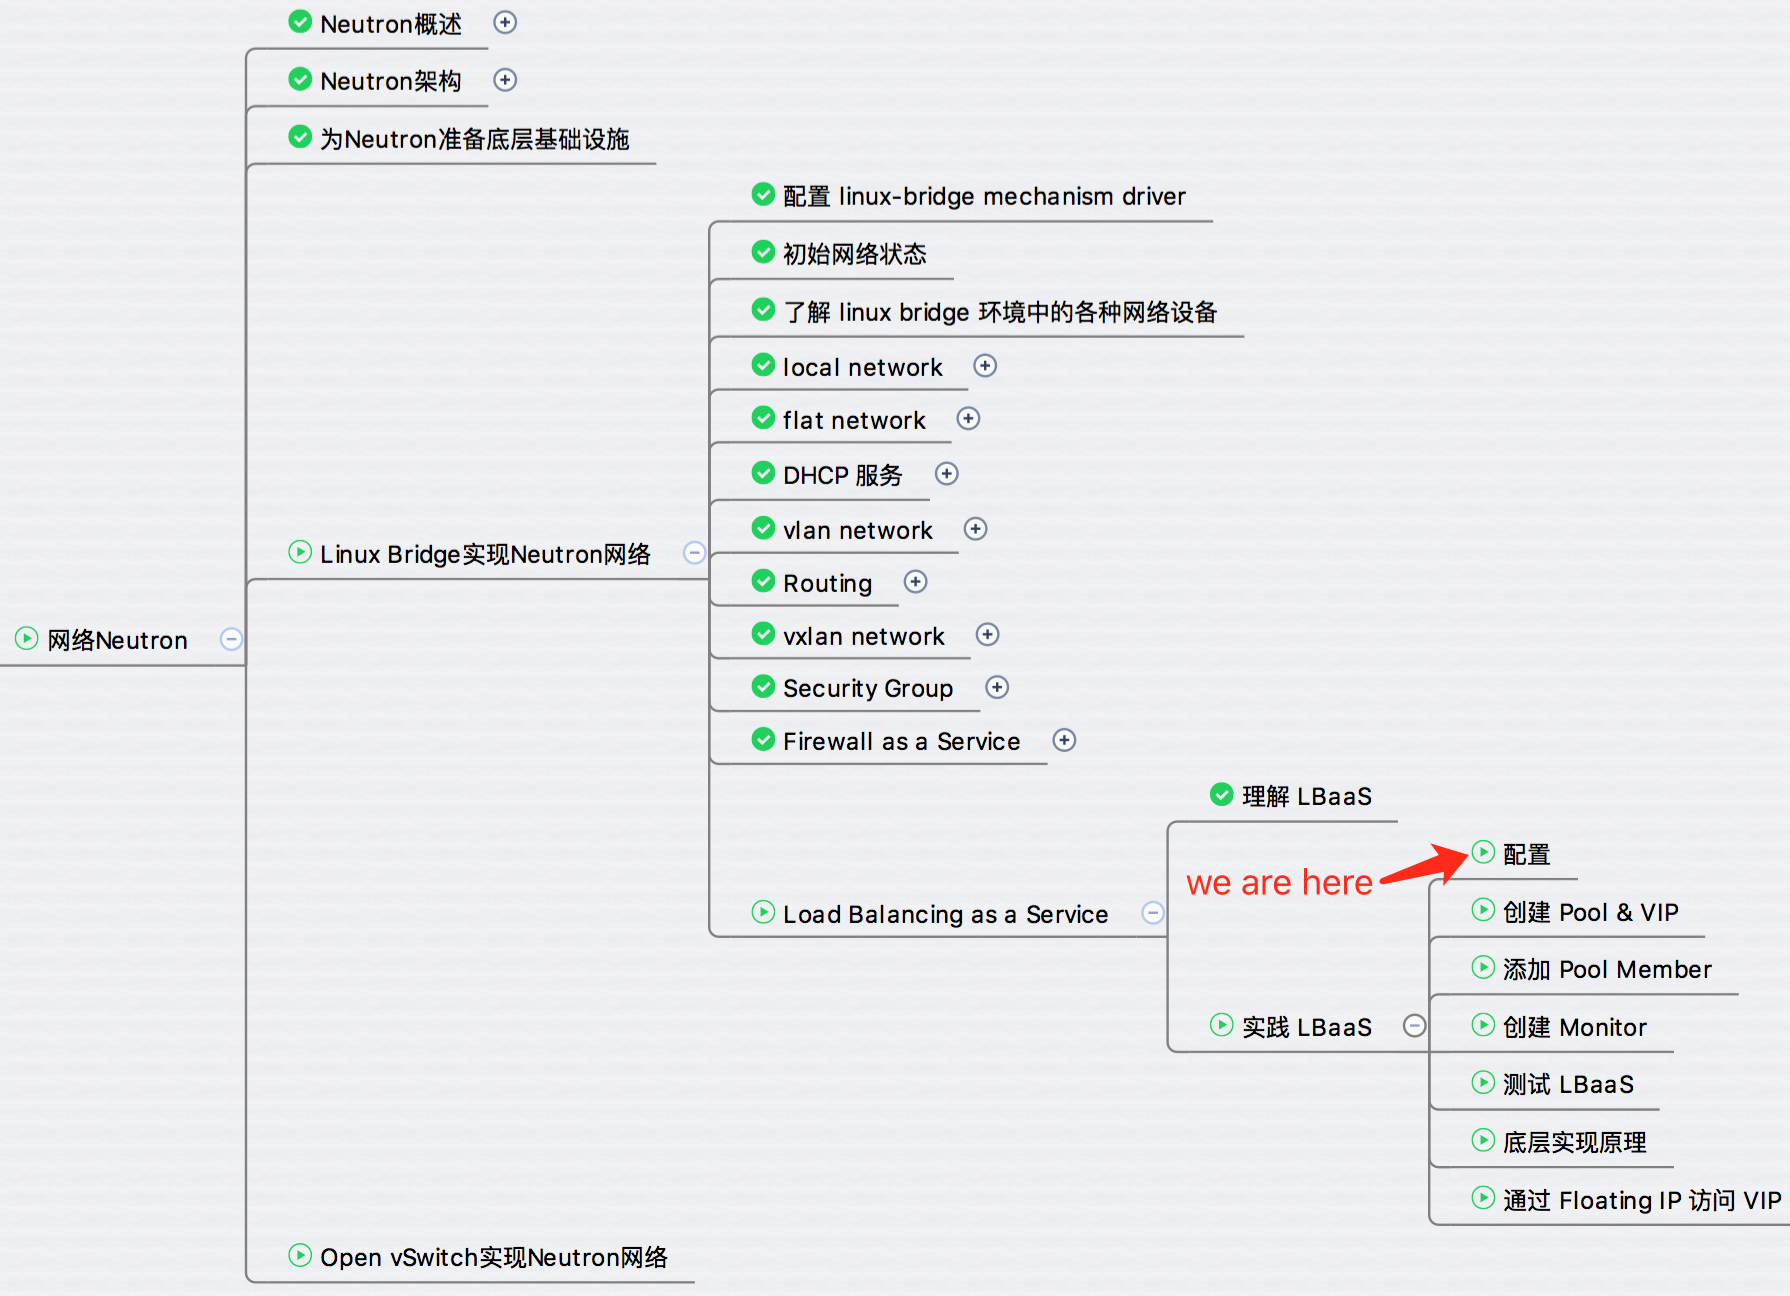 Neutron概述
Neutron架构
为Neutron准备底层基础设施
配置 linux-bridge mechanism driver
初始网络状态
了解 linux bridge 环境中的各种网络设备
local network
flat network
DHCP 服务
vlan network
Linux Bridge实现Neutron网络
Routing
网络Neutron
vxlan network
Security Group
Firewall as a Service
理解 LBaaS
配置
we are here
Load Balancing as a Service
创建 Pool & VIP
添加 Pool Member
实践 LBaaS
创建 Monitor
测试 LBaaS
底层实现原理
通过 Floating IP 访问 VIP
Open vSwitch实现Neutron网络